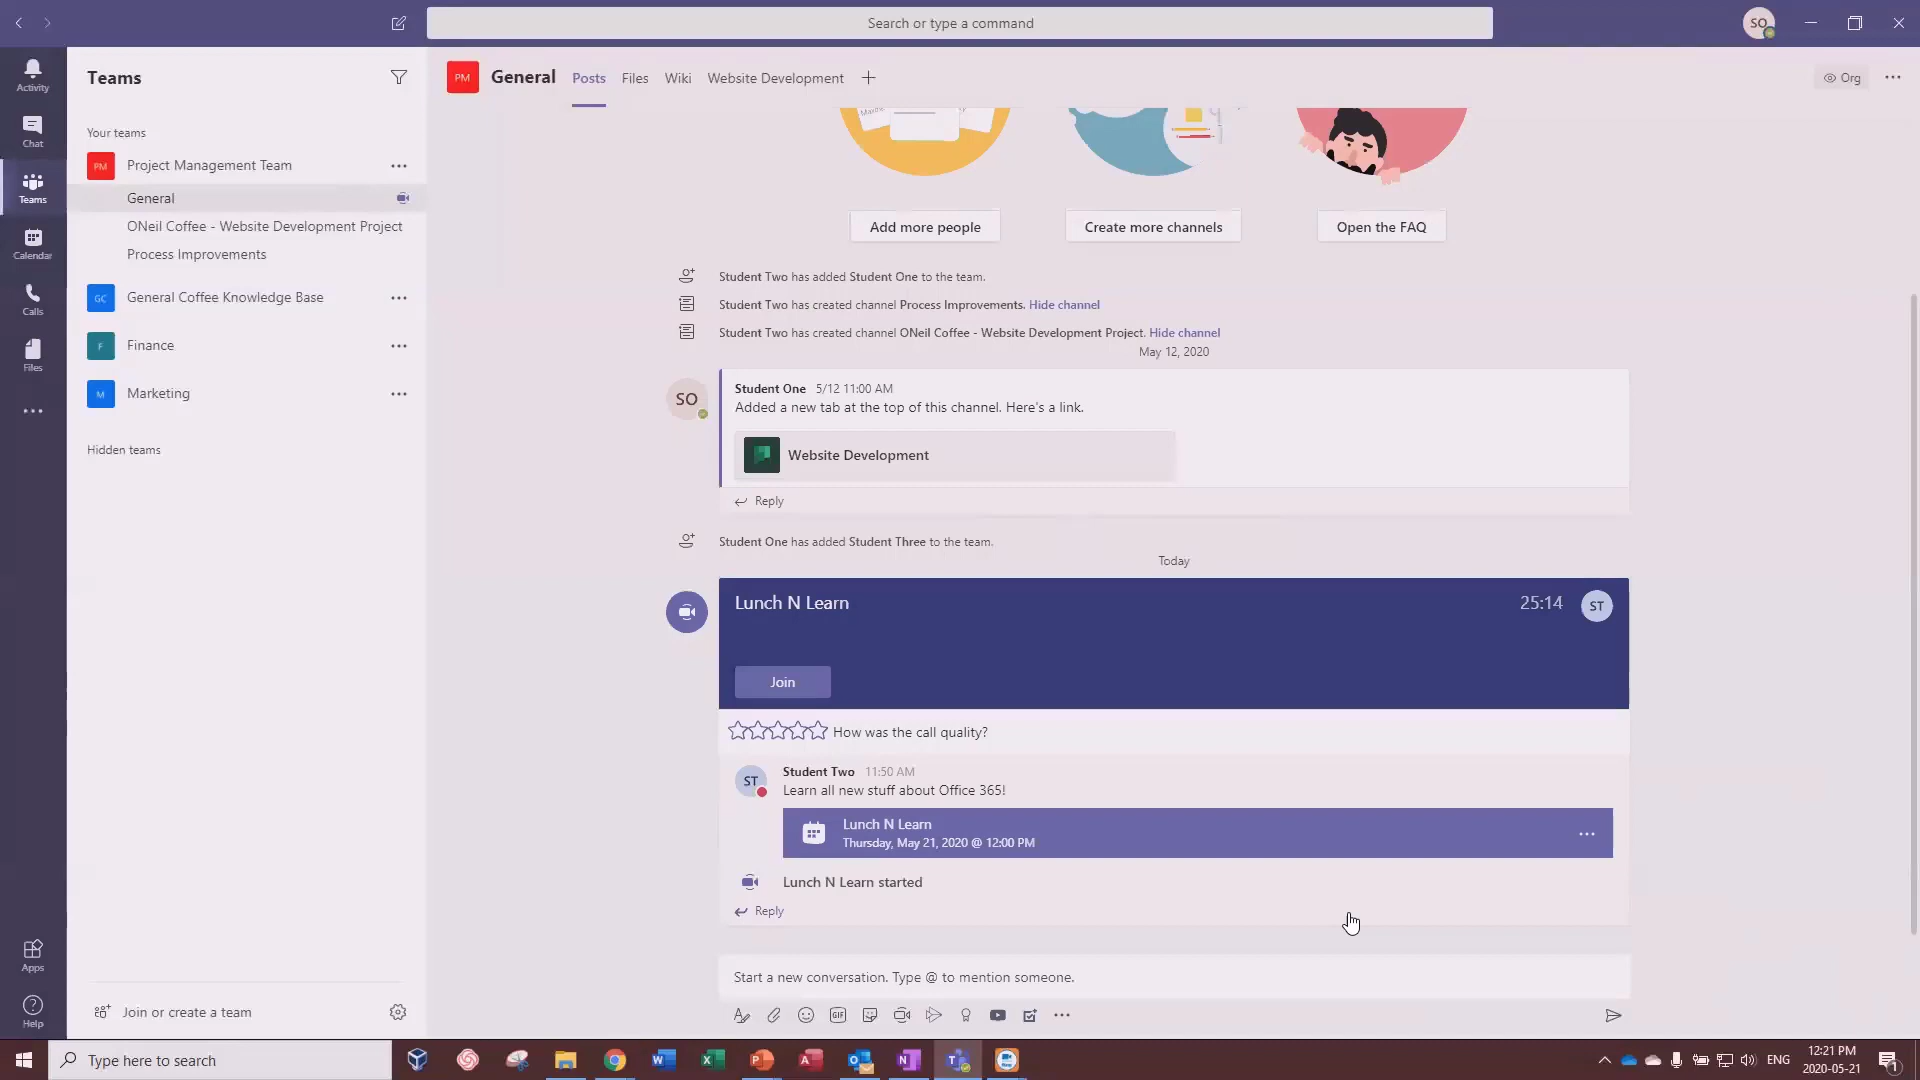 Search or type a command
SO
Activity
Chat
Teams
Calendar
Calls
Files
Apps
Help
Teams
Your teams
PM Project Management Team
General
ONeil Coffee - Website Development Project
Process Improvements
GC General Coffee Knowledge Base
F Finance
M Marketing
Hidden teams
Join or create a team
PM General Posts Files Wiki Website Development
Org
Add more people
Create more channels
Open the FAQ
Student Two has added Student One to the team.
Student Two has created channel Process Improvements. Hide channel
Student Two has created channel ONeil Coffee - Website Development Project. Hide channel
May 12, 2020
SO
Student One 5/12 11:00 AM
Added a new tab at the top of this channel. Here's a link.
Website Development
Reply
Student One has added Student Three to the team.
Today
Lunch N Learn 25:14 ST
Join
How was the call quality?
ST
Student Two 11:50 AM
Learn all new stuff about Office 365!
Lunch N Learn
Thursday, May 21, 2020 @ 12:00 PM
Lunch N Learn started
Reply
Start a new conversation. Type @ to mention someone.
GIF
Type here to search
ENG
12:21 PM
2020-05-21
1